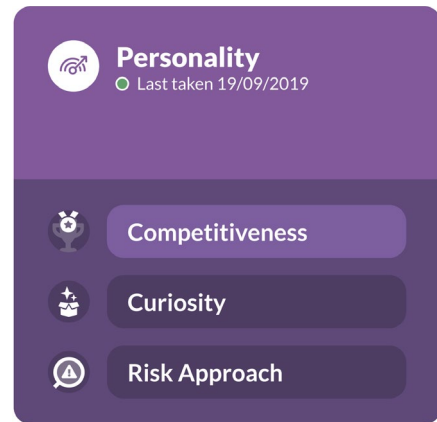 Personality
Last taken 19/09/2019
Competitiveness
Curiosity
Risk Approach